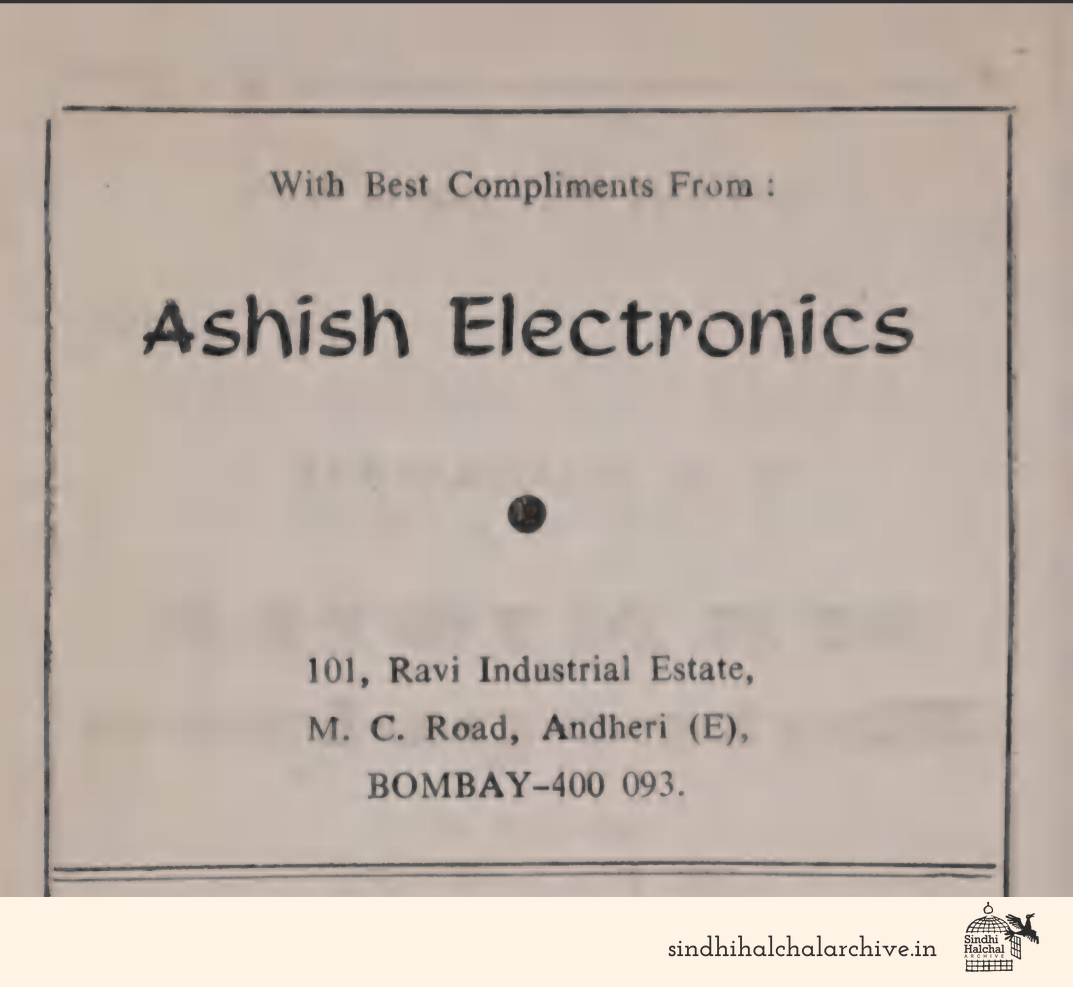 With Best Compliments From :
Ashish Electronics
101, Ravi Industrial Estate,
M. C. Road, Andheri (E),
BOMBAY–400 093.
sindhihalchalarchive.in
Sindhi
Halchal
ARCHIVE